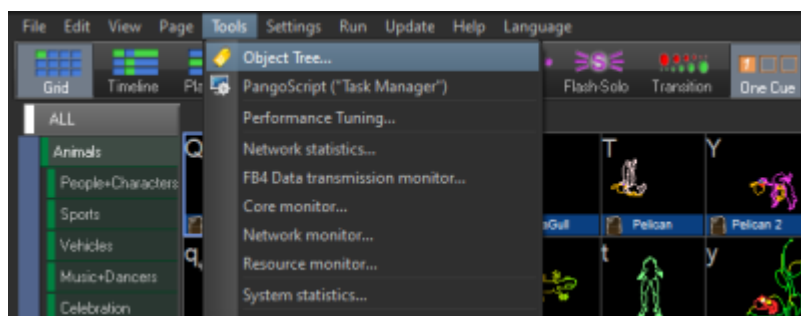 File Edit View Page Tools Settings Run Update Help Language
Grid Timeline Flash-Solo Transition One Cue
Object Tree...
PangoScript ("Task Manager")
Performance Tuning...
Network statistics...
FB4 Data transmission monitor...
Core monitor...
Network monitor...
Resource monitor...
System statistics...
ALL
Animals
People+Characters
Sports
Vehicles
Music+Dancers
Celebration
Q T Y
Pelican Pelican 2
q t y